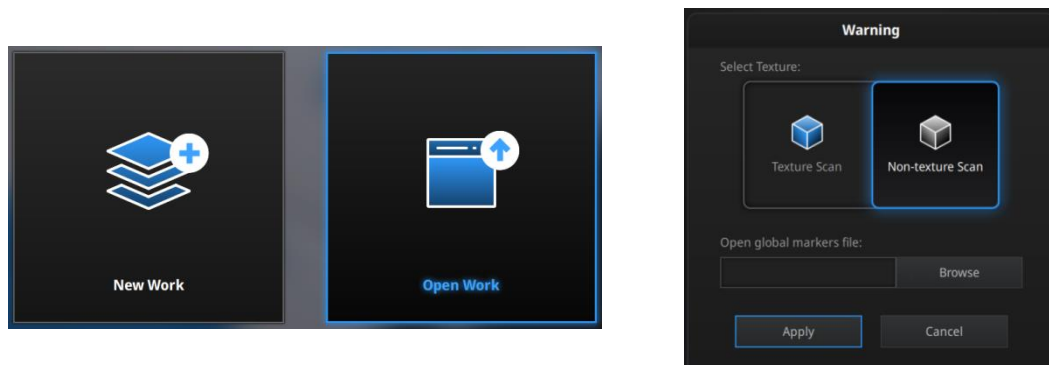 New Work
Open Work
Warning
Select Texture:
Texture Scan
Non-texture Scan
Open global markers file:
Browse
Apply
Cancel